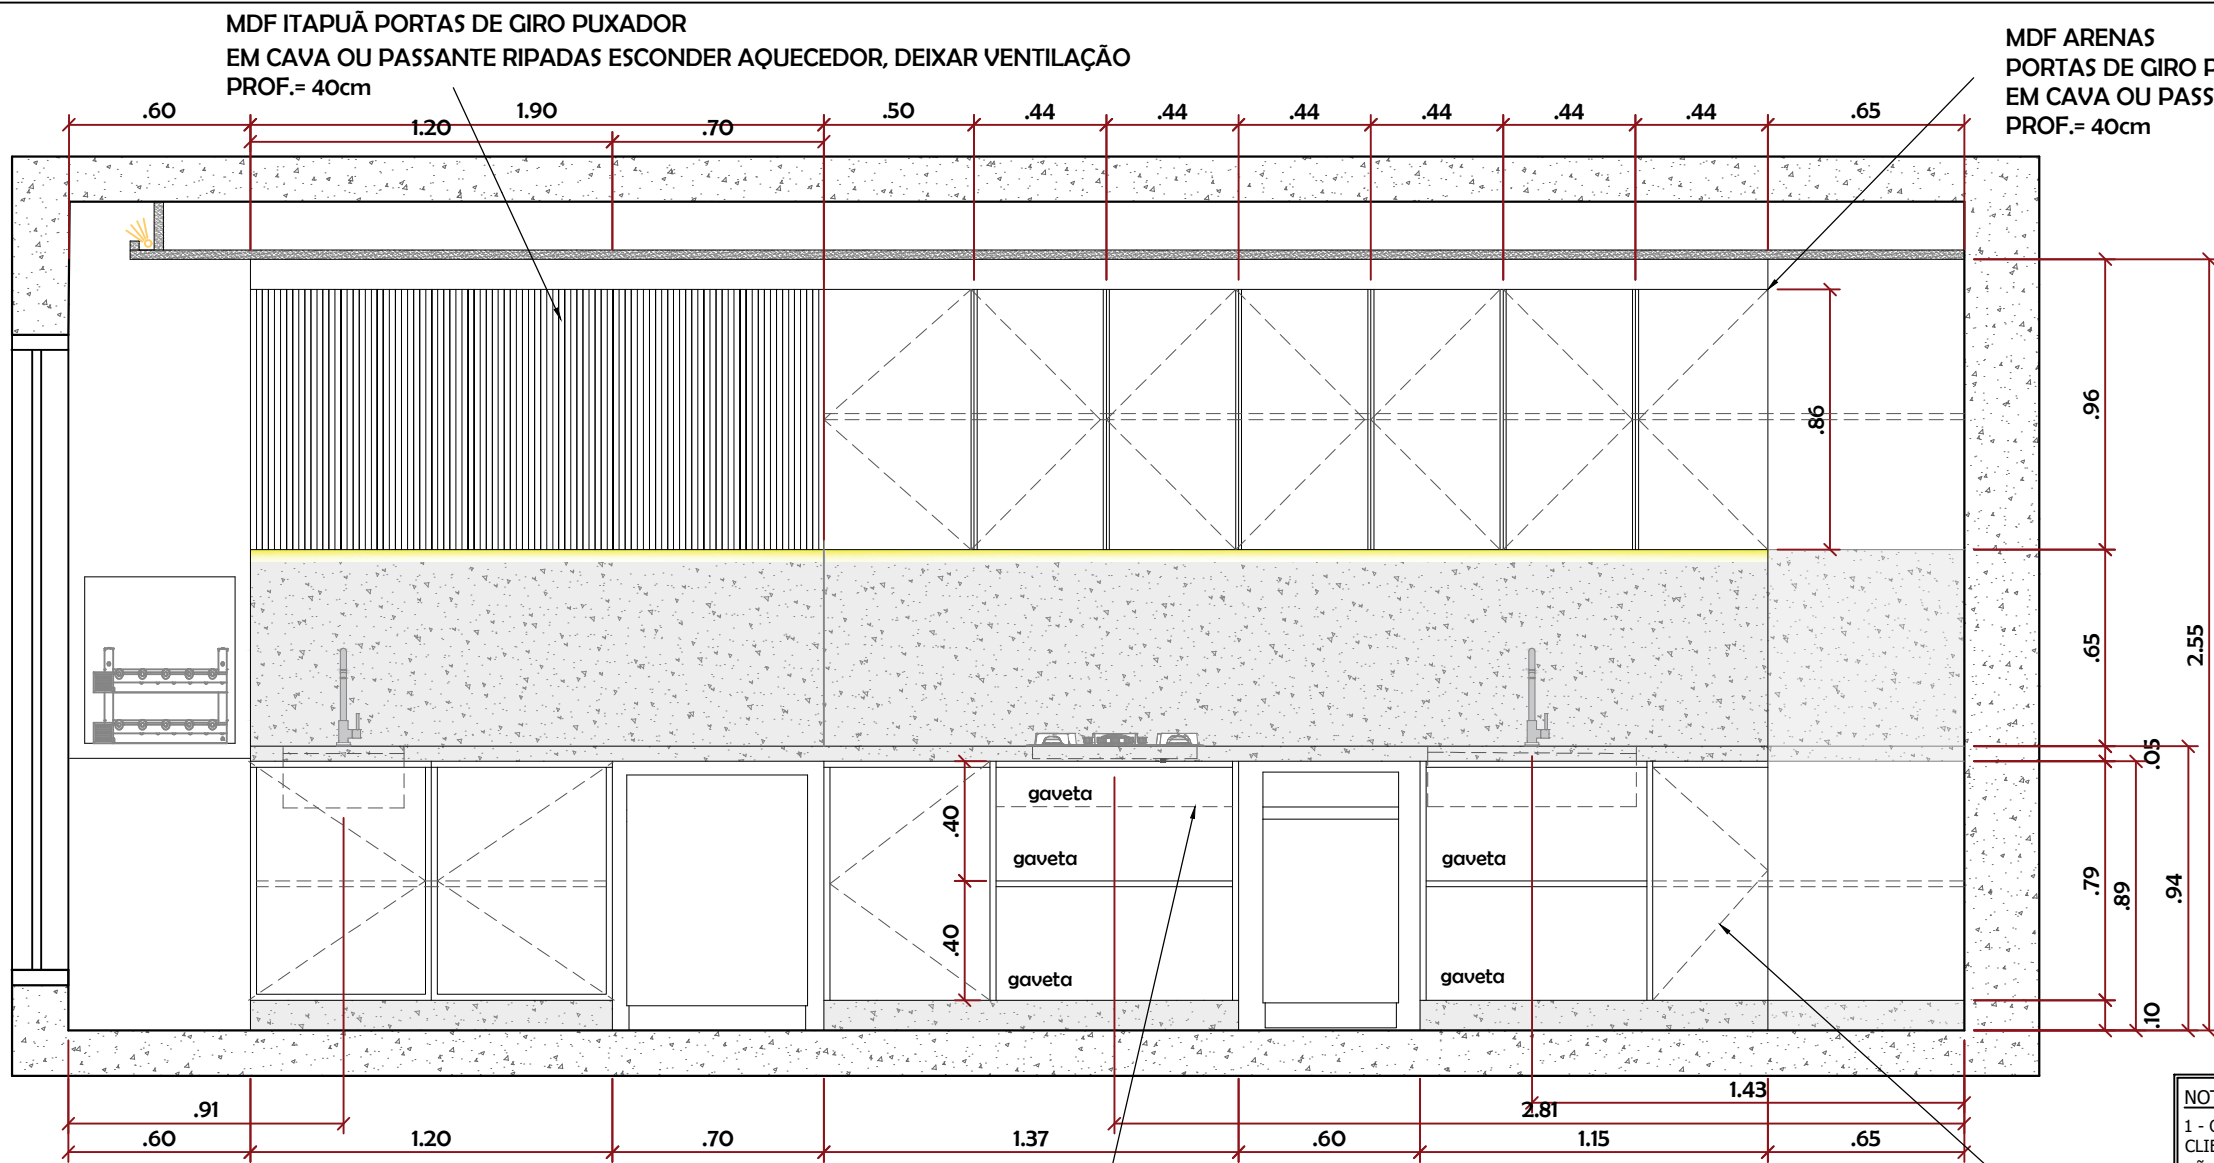 MDF ITAPUÃ PORTAS DE GIRO PUXADOR
EM CAVA OU PASSANTE RIPADAS ESCONDER AQUECEDOR, DEIXAR VENTILAÇÃO
PROF.= 40cm
MDF ARENAS
PORTAS DE GIRO P
EM CAVA OU PASS
PROF.= 40cm
.60 1.90 .50 .44 .44 .44 .44 .44 .44 .65
1.20 .70
.86
.96
.65
2.55
.05
.79
.89
.94
.10
gaveta
gaveta
gaveta
gaveta
gaveta
.40
.40
.91 2.81 1.43
.60 1.20 .70 1.37 .60 1.15 .65
1 -